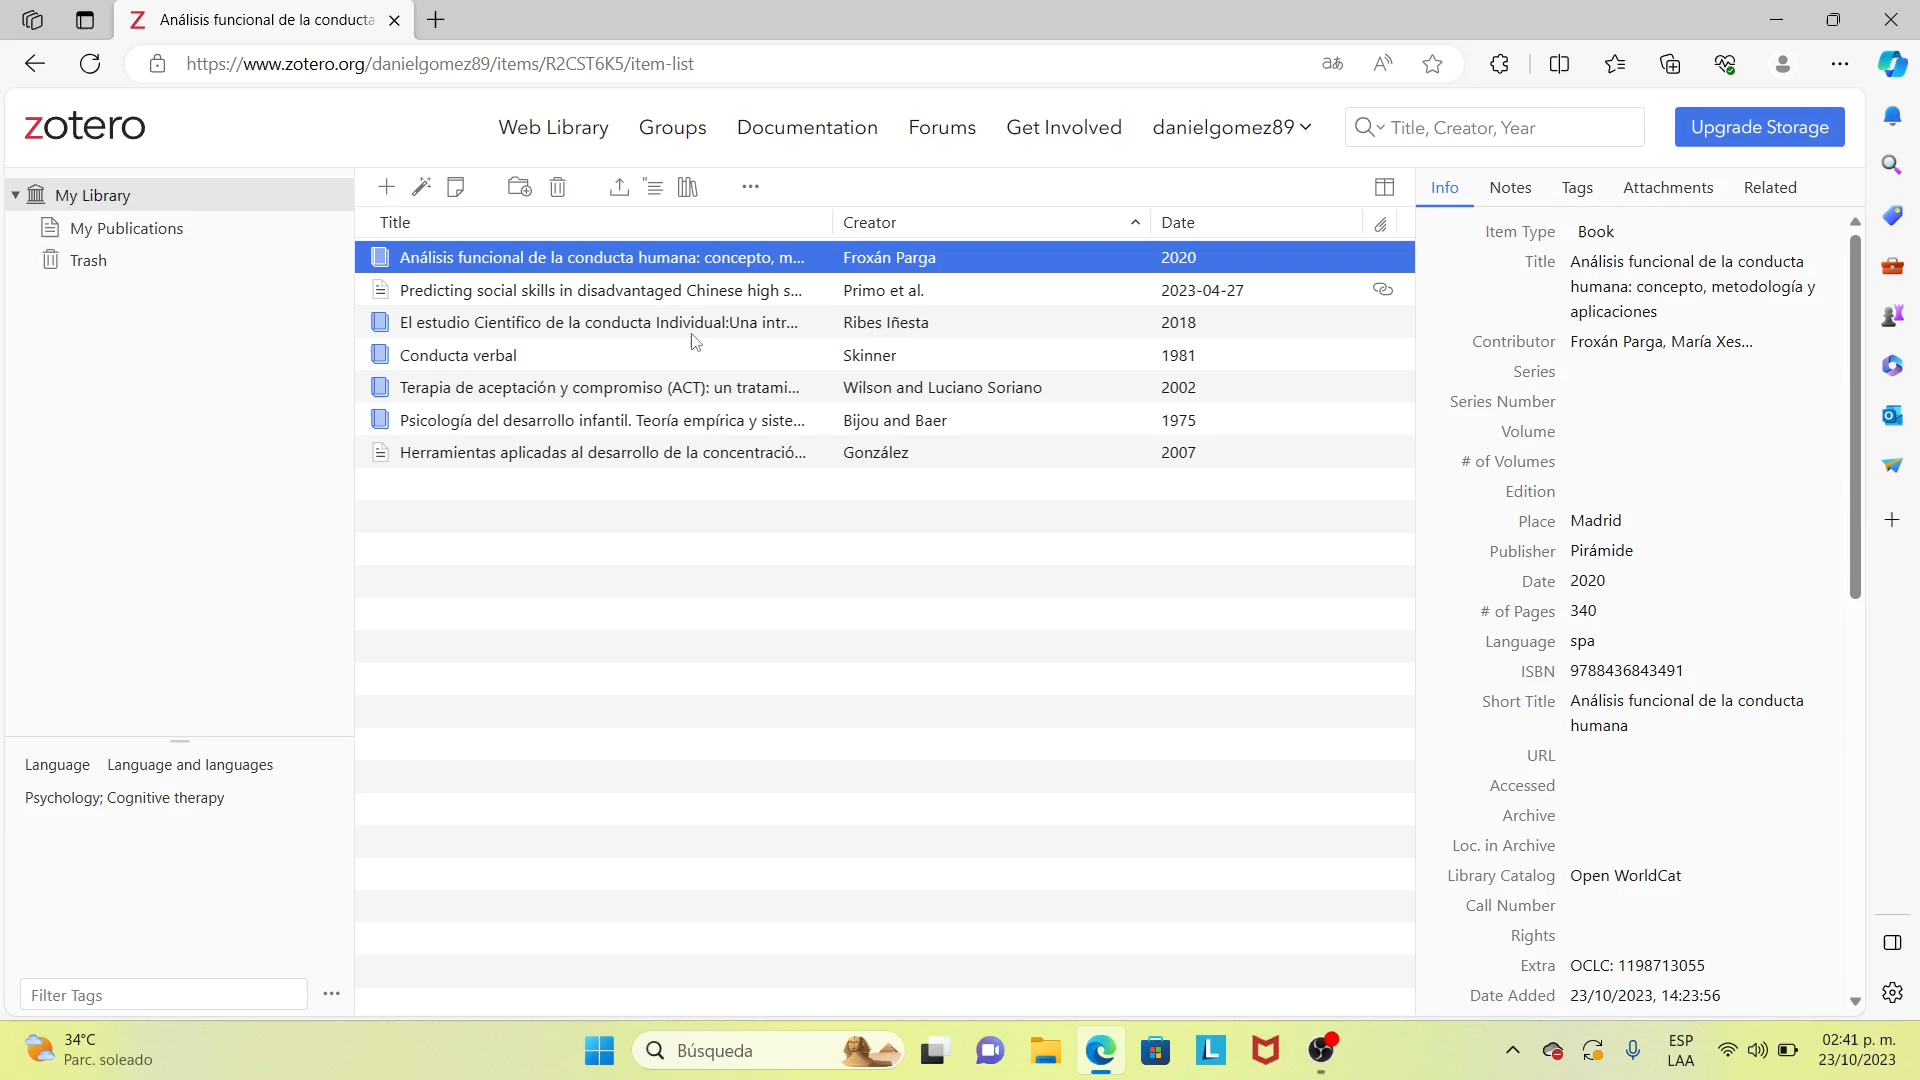 Análisis funcional de la conducta
https://www.zotero.org/danielgomez89/items/R2CST6K5/item-list
zotero
Web Library
Groups
Documentation
Forums
Get Involved
danielgomez89
Title, Creator, Year
Upgrade Storage
My Library
My Publications
Trash
Title
Creator
Date
Análisis funcional de la conducta humana: concepto, m...
Froxán Parga
2020
Predicting social skills in disadvantaged Chinese high s...
Primo et al.
2023-04-27
El estudio Cientifico de la conducta Individual:Una intr...
Ribes Iñesta
2018
Conducta verbal
Skinner
1981
Terapia de aceptación y compromiso (ACT): un tratami...
Wilson and Luciano Soriano
2002
Psicología del desarrollo infantil. Teoría empírica y siste...
Bijou and Baer
1975
Herramientas aplicadas al desarrollo de la concentració...
González
2007
Info
Notes
Tags
Attachments
Related
Item Type Book
Title Análisis funcional de la conducta
humana: concepto, metodología y
aplicaciones
Contributor Froxán Parga, María Xes...
Series
Series Number
Volume
# of Volumes
Edition
Place Madrid
Publisher Pirámide
Date 2020
# of Pages 340
Language spa
ISBN 9788436843491
Short Title Análisis funcional de la conducta
humana
URL
Accessed
Archive
Loc. in Archive
Library Catalog Open WorldCat
Call Number
Rights
Extra OCLC: 1198713055
Date Added 23/10/2023, 14:23:56
Language Language and languages
Psychology; Cognitive therapy
Filter Tags
34°C
Parc. soleado
Búsqueda
ESP
LAA
02:41 p. m.
23/10/2023